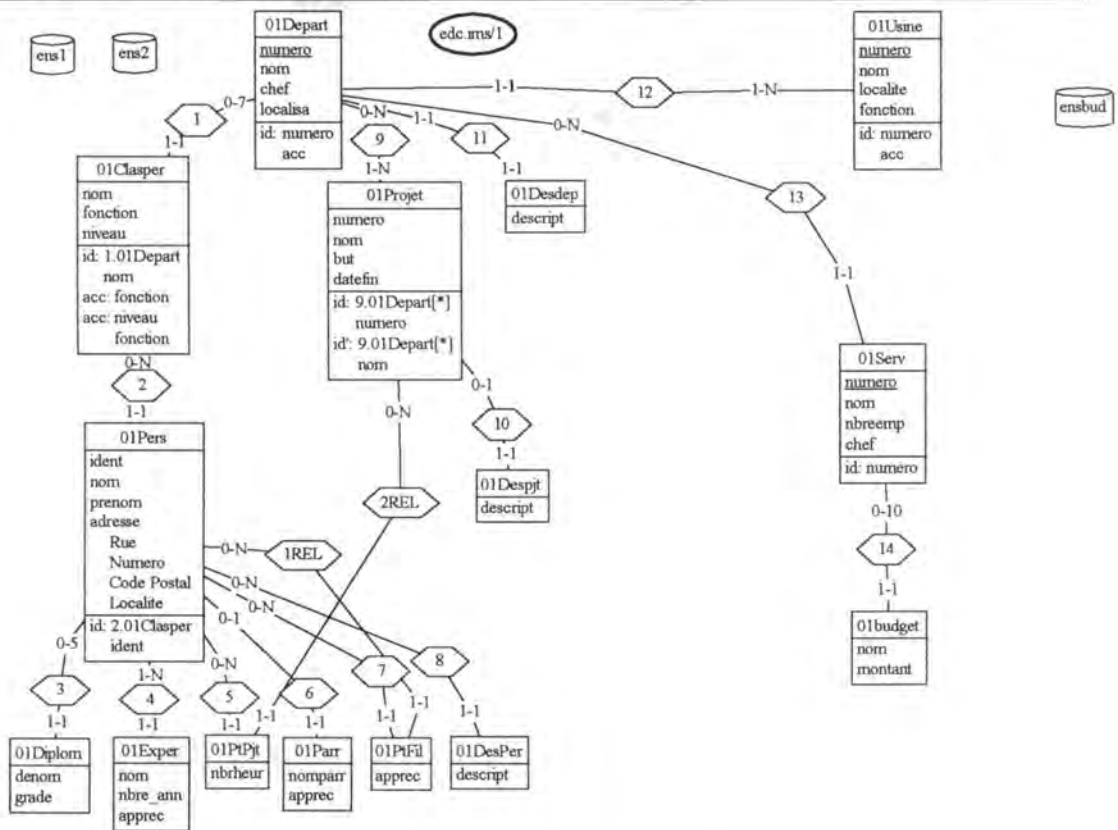 ens1
ens2
01Depart
numero
nom
chef
localisa
id: numero
acc
edc.ims/1
01Usine
numero
nom
localite
fonction
id: numero
acc
ensbud
0-7
1
1-1
0-N
9
1-N
1-1
11
1-1
1-1
12
1-N
0-N
13
1-1
01Clasper
nom
fonction
niveau
id: 1.01Depart
nom
acc: fonction
acc: niveau
fonction
01Projet
numero
nom
but
datefin
id: 9.01Depart[*]
numero
id': 9.01Depart[*]
nom
01Desdep
descript
01Serv
numero
nom
nbreemp
chef
id: numero
0-N
2
1-1
0-N
2REL
0-1
10
1-1
01Despjt
descript
0-10
14
1-1
01budget
nom
montant
01Pers
ident
nom
prenom
adresse
Rue
Numero
Code Postal
Localite
id: 2.01Clasper
ident
0-N
1REL
0-N
0-N
0-1
0-N
0-5
1-N
3
4
5
6
7
8
1-1
1-1
1-1
1-1
1-1
1-1
1-1
1-1
01Diplom
denom
grade
01Exper
nom
nbre_ann
apprec
01PtPjt
nbrheur
01Parr
nomparr
apprec
01PtFil
apprec
01DesPer
descript